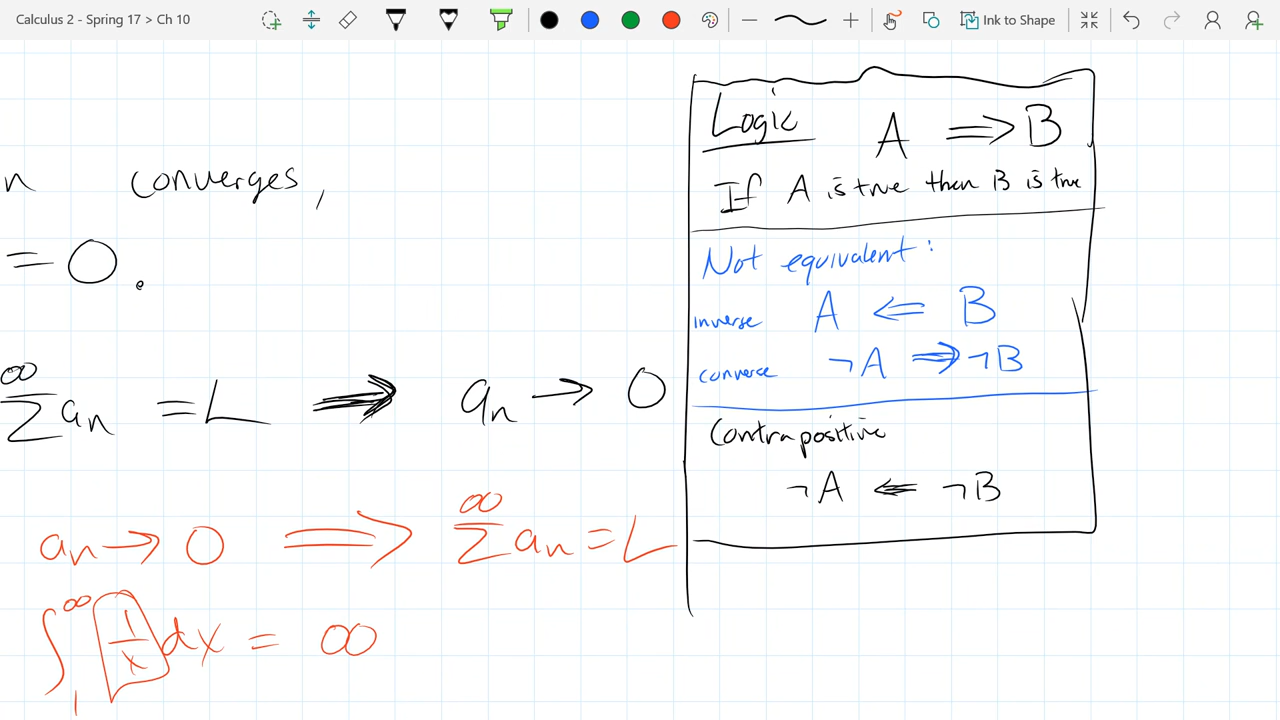 Calculus 2 - Spring 17 > Ch 10
Ink to Shape
n converges,
= 0.
∞
∑ aₙ = L ⟹ aₙ → 0
aₙ → 0 ⟹ ∞∑ aₙ = L
∫₁^∞ 1/x dx = ∞
Logic A ⟹ B
If A is true then B is true
Not equivalent:
inverse A ⟸ B
converse ¬A ⟹ ¬B
Contrapositive
¬A ⟸ ¬B